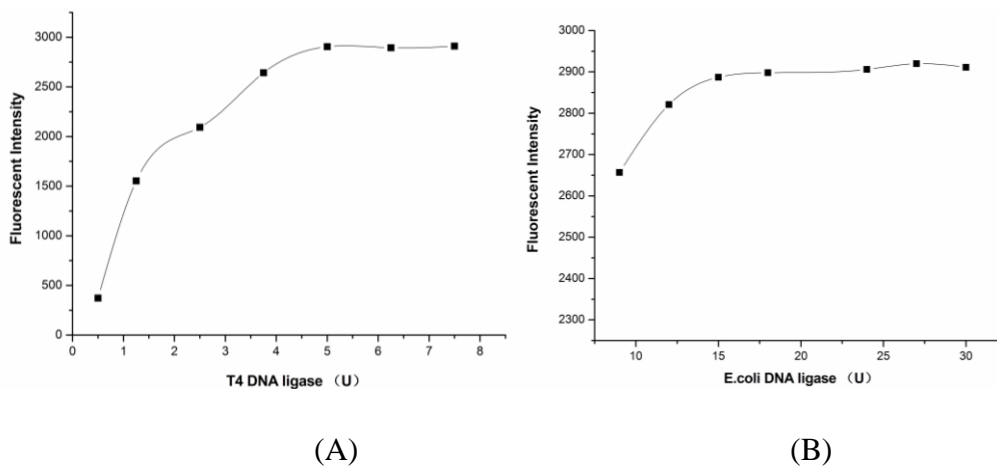 Fluorescent Intensity
3000
2500
2000
1500
1000
500
0
0 1 2 3 4 5 6 7 8
T4 DNA ligase (U)
(A)
Fluorescent Intensity
3000
2900
2800
2700
2600
2500
2400
2300
10 15 20 25 30
E.coli DNA ligase (U)
(B)